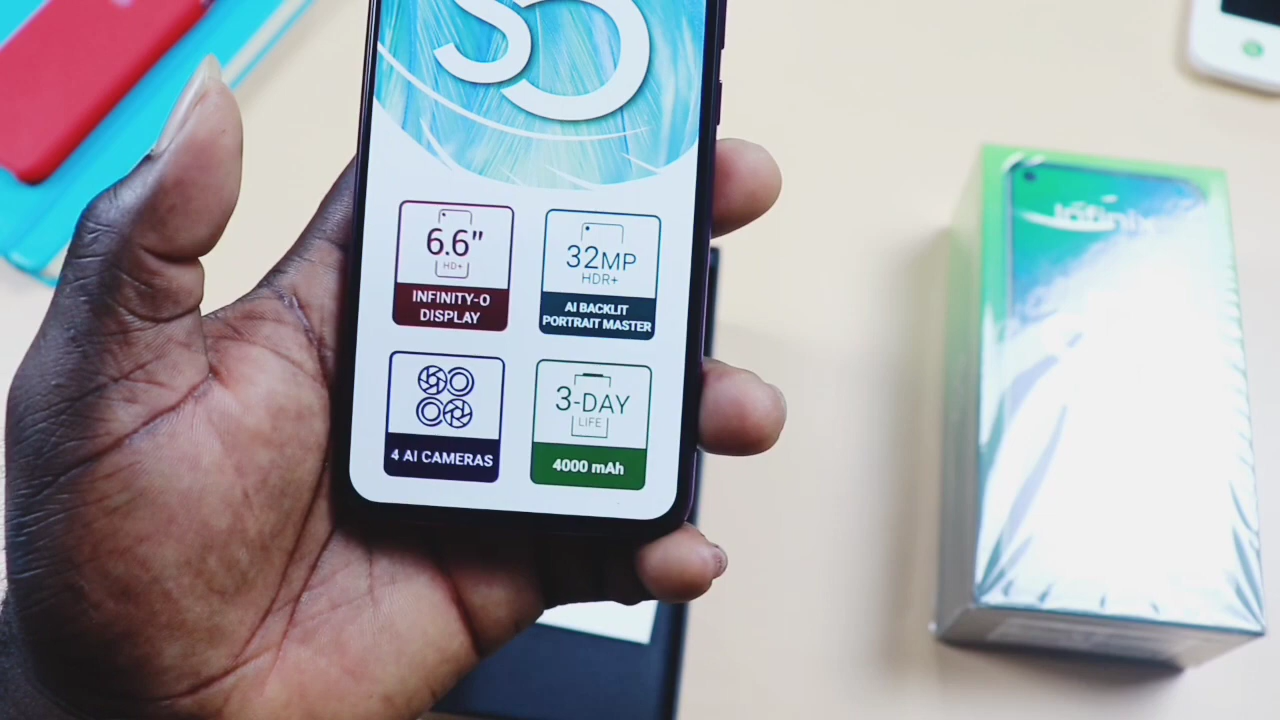 S5
6.6"
HD+
INFINITY-O
DISPLAY
32MP
HDR+
AI BACKLIT
PORTRAIT MASTER
4 AI CAMERAS
3-DAY
LIFE
4000 mAh
Infinix